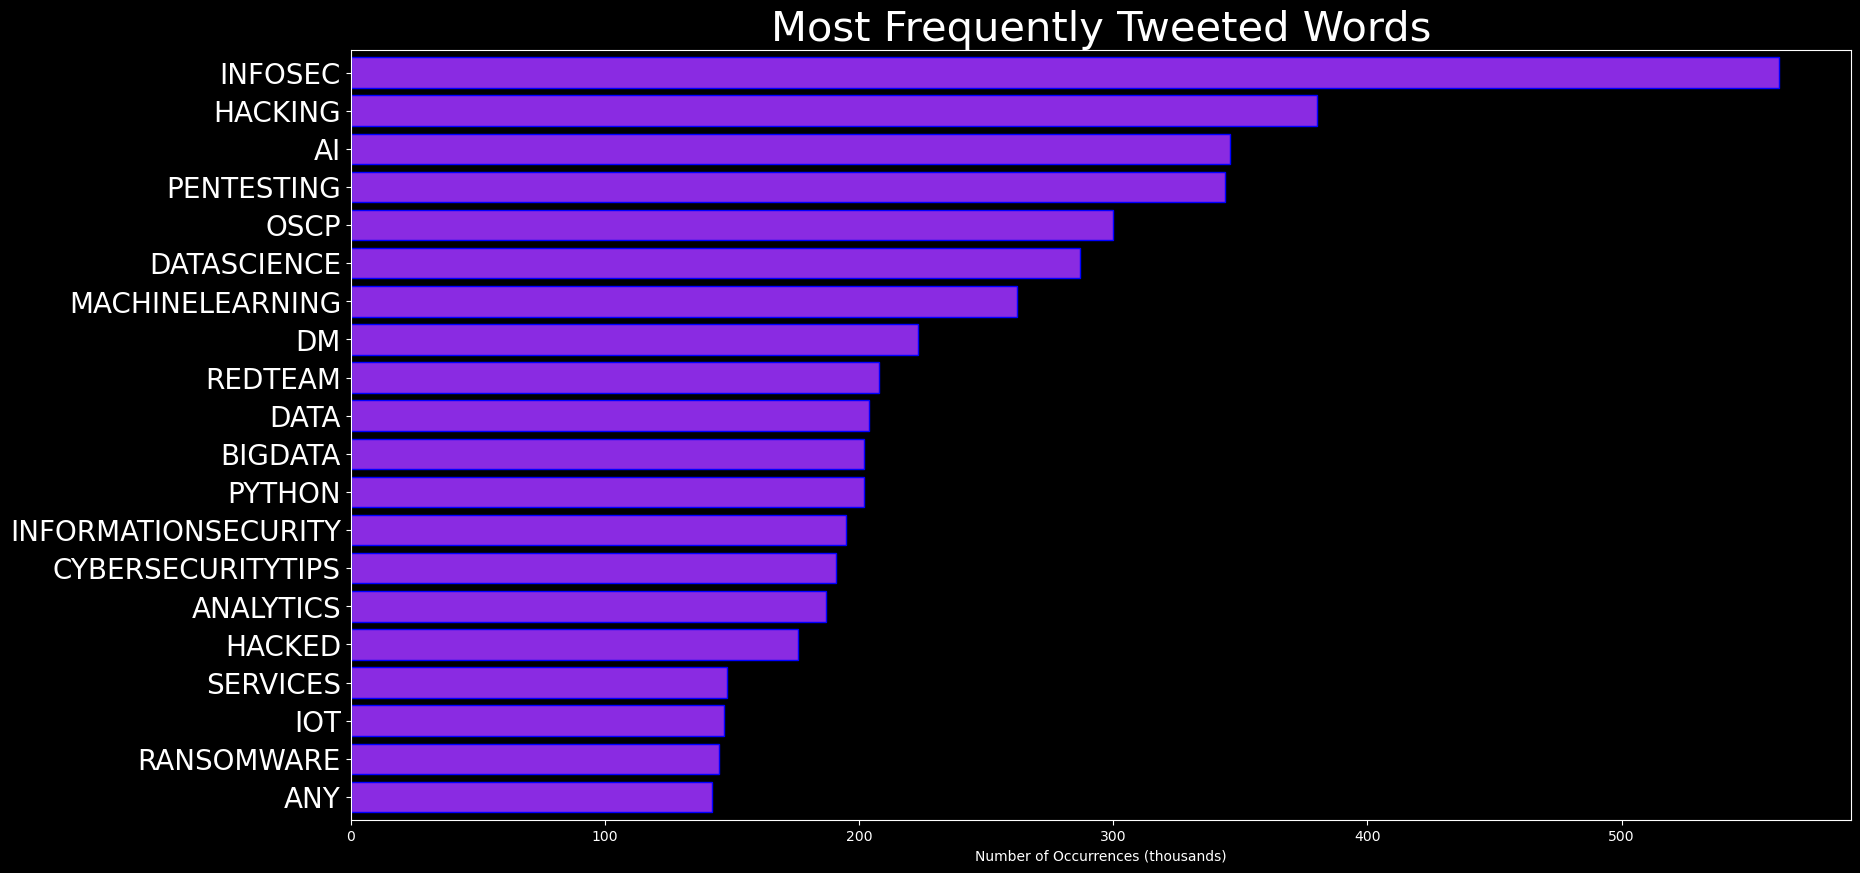 Most Frequently Tweeted Words
INFOSEC
HACKING
AI
PENTESTING
OSCP
DATASCIENCE
MACHINELEARNING
DM
REDTEAM
DATA
BIGDATA
PYTHON
INFORMATIONSECURITY
CYBERSECURITYTIPS
ANALYTICS
HACKED
SERVICES
IOT
RANSOMWARE
ANY
0 100 200 300 400 500
Number of Occurrences (thousands)